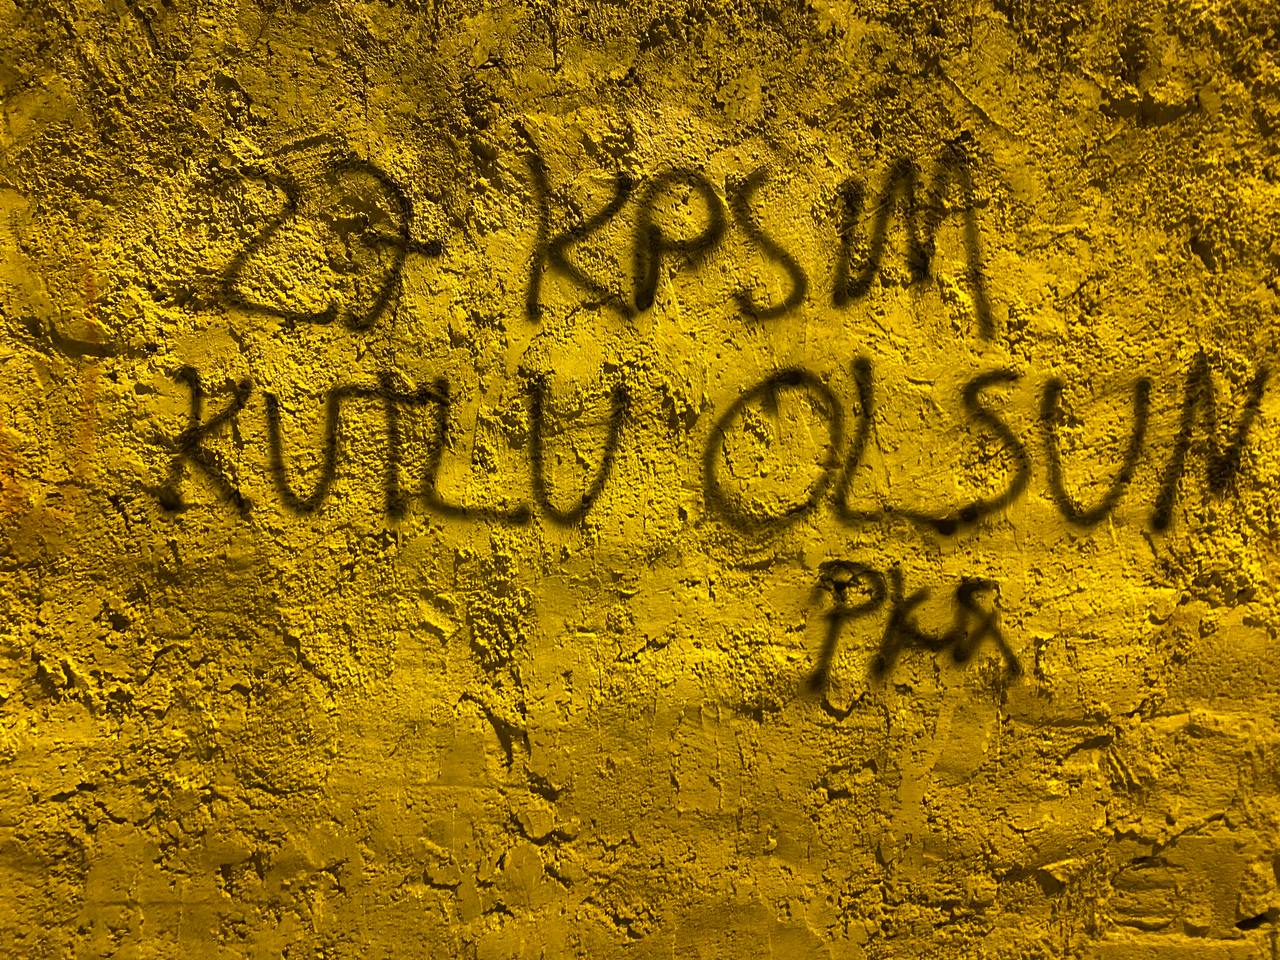 27 KASIM
KUTLU OLSUN
PKK